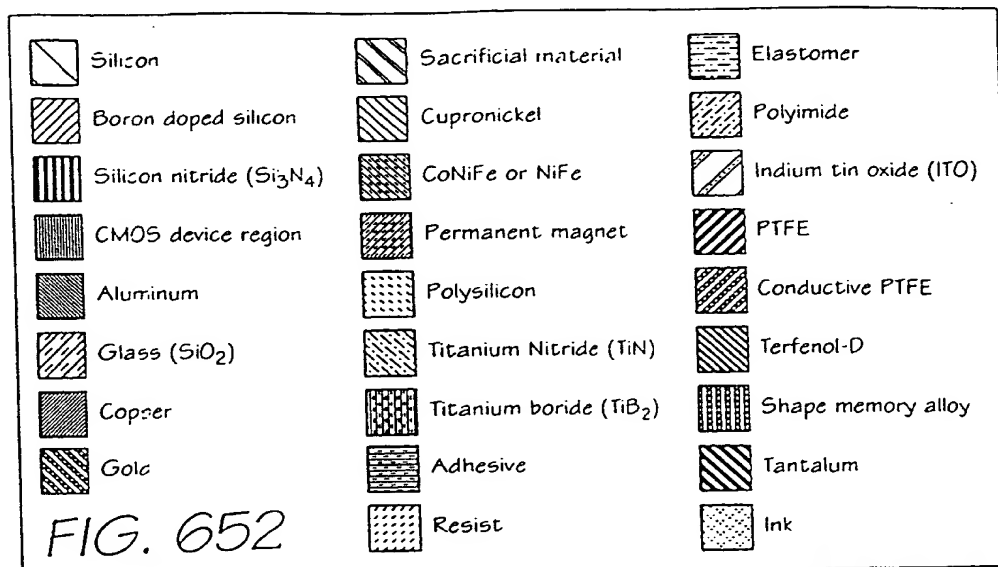 Silicon
Boron doped silicon
Silicon nitride (Si₃N₄)
CMOS device region
Aluminum
Glass (SiO₂)
Copper
Gold
FIG. 652
Sacrificial material
Cupronickel
CoNiFe or NiFe
Permanent magnet
Polysilicon
Titanium Nitride (TiN)
Titanium boride (TiB₂)
Adhesive
Resist
Elastomer
Polyimide
Indium tin oxide (ITO)
PTFE
Conductive PTFE
Terfenol-D
Shape memory alloy
Tantalum
Ink